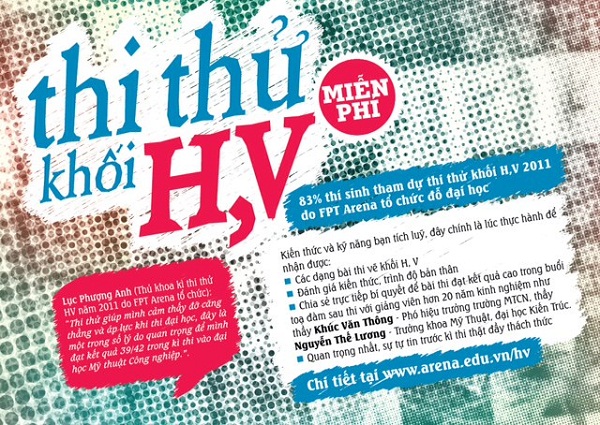 thi thử
khối H,V
MIỄN
PHÍ
83% thí sinh tham dự thi thử khối H,V 2011
do FPT Arena tổ chức đỗ đại học
Kiến thức và kỹ năng bạn tích luỹ, đây chính là lúc thực hành để
nhận được:
Các dạng bài thi vẽ khối H, V
Đánh giá kiến thức, trình độ bản thân
Chia sẻ trực tiếp bí quyết để bài thi đạt kết quả cao trong buổi
toạ đàm sau thi với giảng viên hơn 20 năm kinh nghiệm như
thầy Khúc Văn Thông - Phó hiệu trưởng trường MTCN, thầy
Nguyễn Thế Lương - Trưởng khoa Mỹ Thuật, đại học Kiến Trúc.
Quan trọng nhất, sự tự tin trước kì thi thật đầy thách thức
Chi tiết tại www.arena.edu.vn/hv
Lục Phượng Anh (Thủ khoa kì thi thử
HV năm 2011 do FPT Arena tổ chức):
"Thi thử giúp mình cảm thấy đỡ căng
thẳng và áp lực khi thi đại học, đây là
một trong số lý do quan trọng để mình
đạt kết quả 39/42 trong kì thi vào đại
học Mỹ thuật Công nghiệp.".